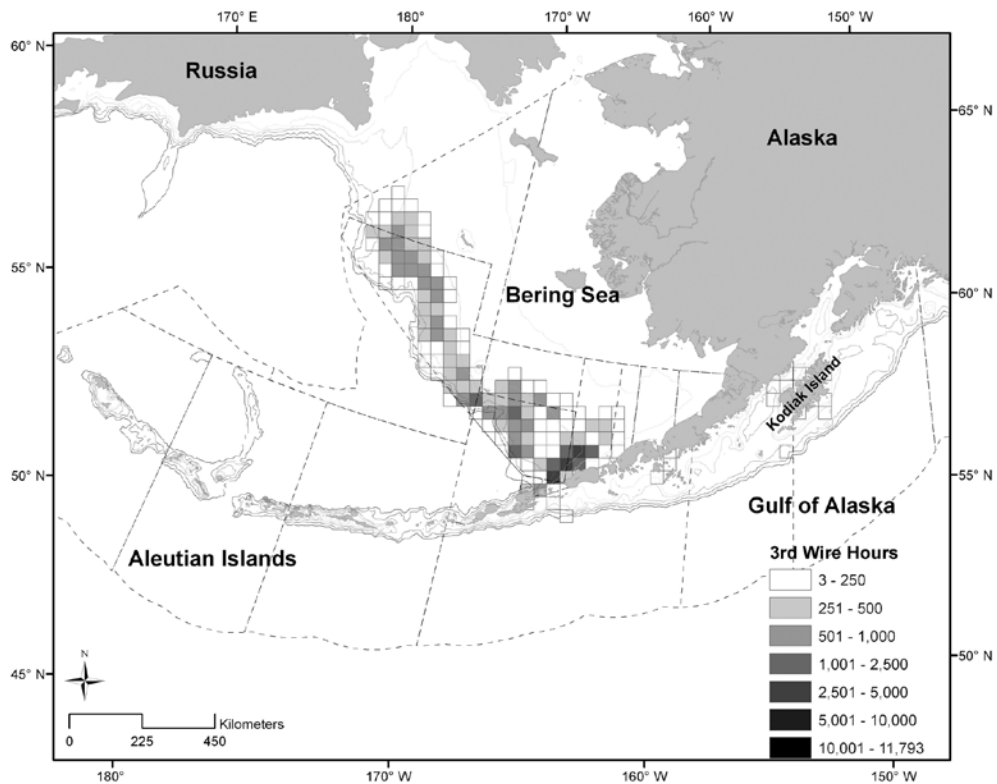 170° E 180° 170° W 160° W 150° W
60° N
Russia
65° N
Alaska
55° N
60° N
Bering Sea
Kodiak Island
50° N
55° N
Gulf of Alaska
Aleutian Islands
3rd Wire Hours
3 - 250
251 - 500
501 - 1,000
1,001 - 2,500
2,501 - 5,000
5,001 - 10,000
10,001 - 11,793
N
45° N
50° N
Kilometers
0 225 450
180° 170° W 160° W 150° W